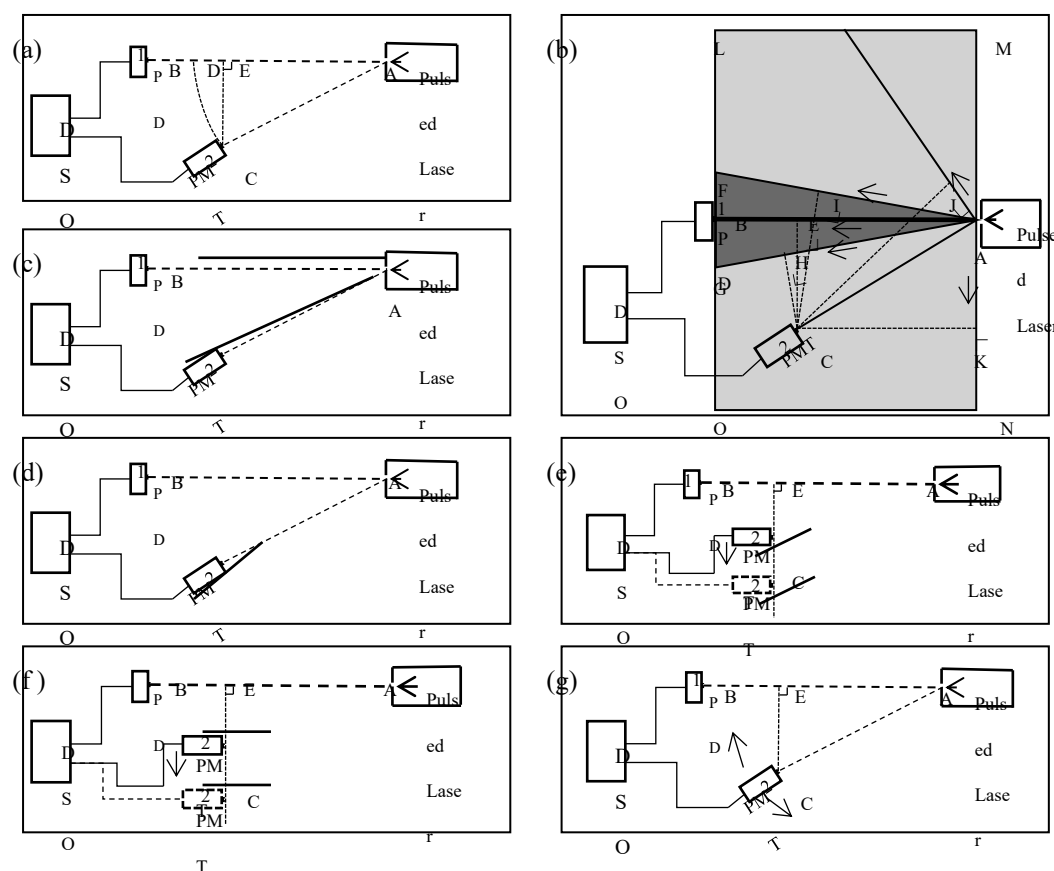 (a)
1
P B D E A Puls
D D ed
2
S PM C Lase
O T r
(b)
L M
F I J
1 B E
P Pulse
H A
G D d
D Laser
2
S PMT C K
O
O N
(c)
1
P B Puls
A
D D ed
2
S PM Lase
O T r
(d)
1
P B A Puls
D D ed
2
S PM Lase
O T r
(e)
1 P B E A Puls
2
D D PM ed
2 C
S T PM Lase
O T r
(f)
1
P B E A Puls
D D 2 ed
PM
S 2 C Lase
T PM
O r
T
(g)
1
P B E A Puls
D D ed
2
S PM C Lase
O T r